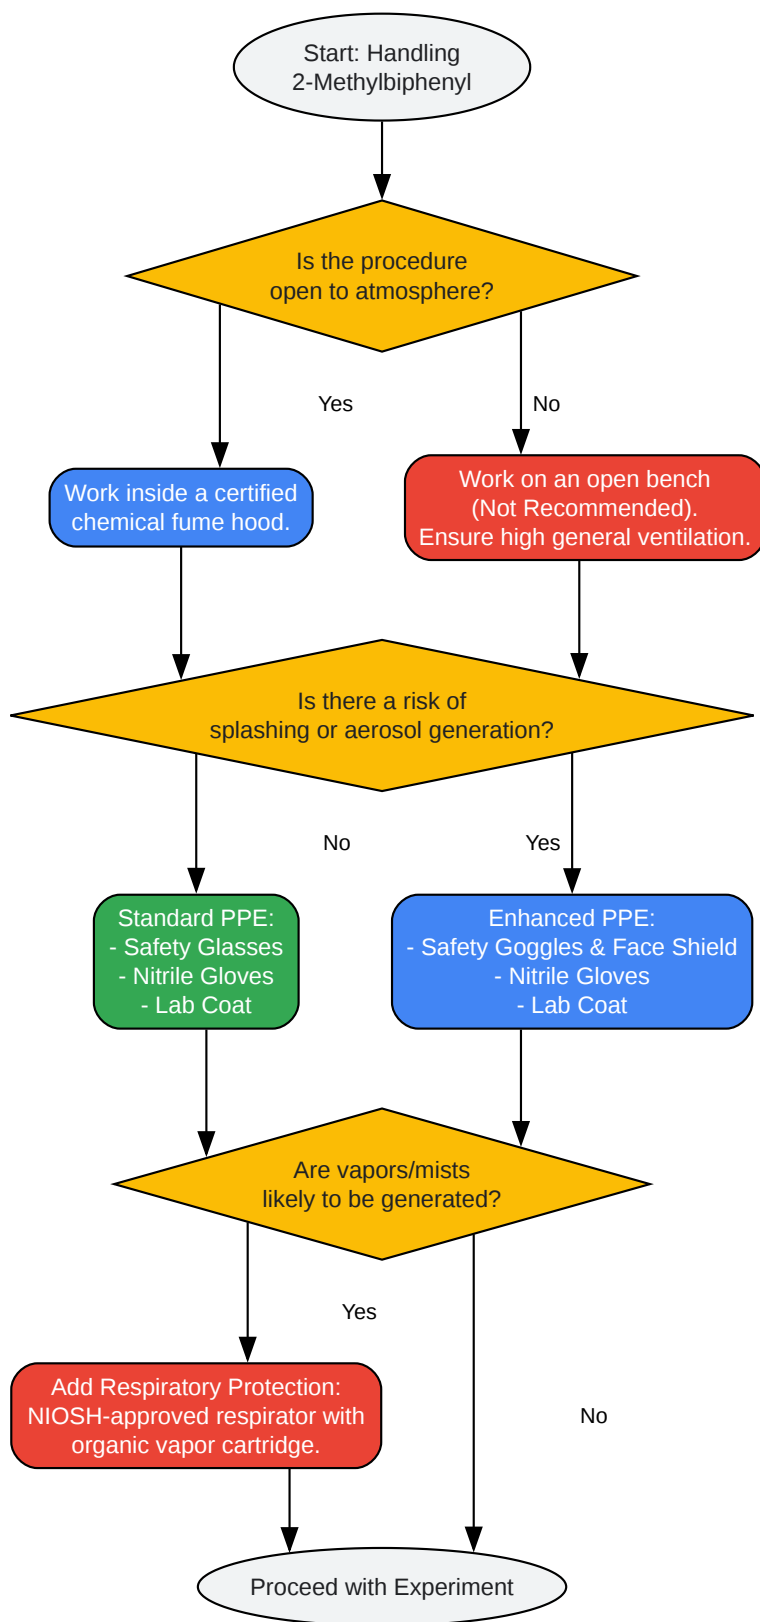 Start: Handling
2-Methylbiphenyl
Is the procedure
open to atmosphere?
Yes
No
Work inside a certified
chemical fume hood.
Work on an open bench
(Not Recommended).
Ensure high general ventilation.
Is there a risk of
splashing or aerosol generation?
No
Yes
Standard PPE:
- Safety Glasses
- Nitrile Gloves
- Lab Coat
Enhanced PPE:
- Safety Goggles & Face Shield
- Nitrile Gloves
- Lab Coat
Are vapors/mists
likely to be generated?
Yes
Add Respiratory Protection:
NIOSH-approved respirator with
organic vapor cartridge.
No
Proceed with Experiment